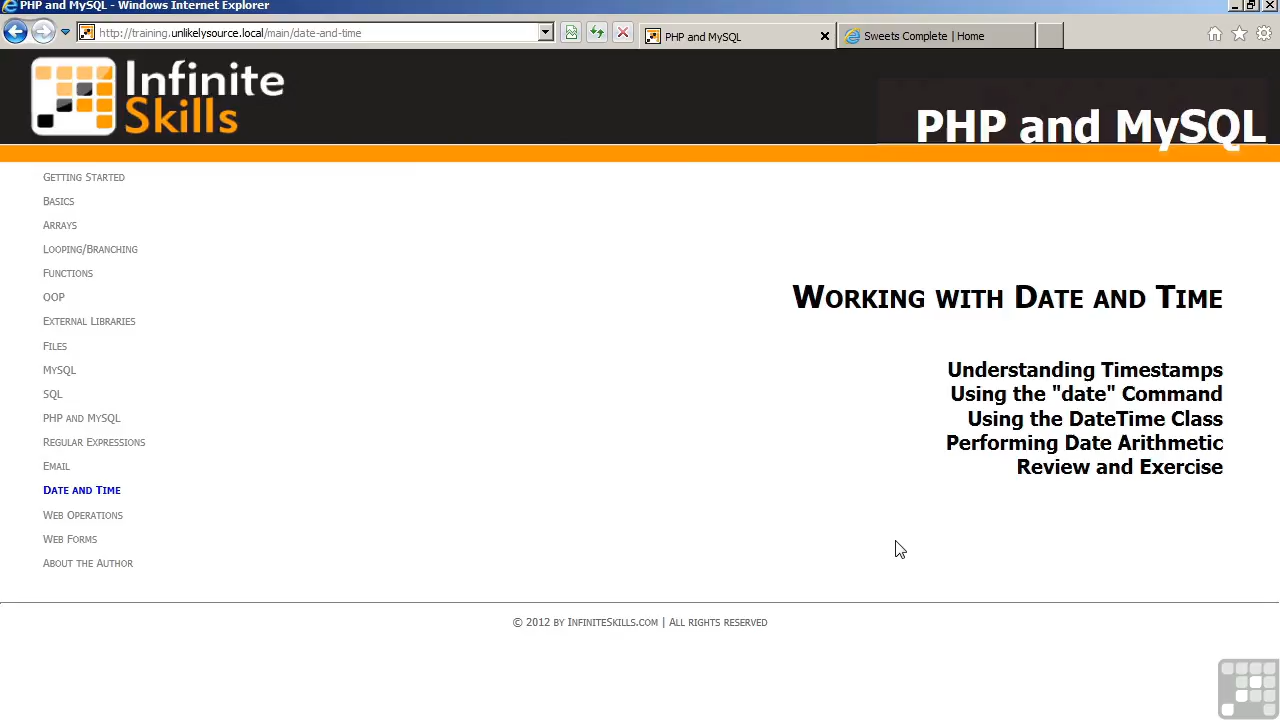 PHP and MySQL - Windows Internet Explorer
http://training.unlikelysource.local/main/date-and-time
PHP and MySQL
Sweets Complete | Home
Infinite
Skills
PHP and MySQL
GETTING STARTED
BASICS
ARRAYS
LOOPING/BRANCHING
FUNCTIONS
OOP
EXTERNAL LIBRARIES
FILES
MYSQL
SQL
PHP AND MYSQL
REGULAR EXPRESSIONS
EMAIL
DATE AND TIME
WEB OPERATIONS
WEB FORMS
ABOUT THE AUTHOR
WORKING WITH DATE AND TIME
Understanding Timestamps
Using the "date" Command
Using the DateTime Class
Performing Date Arithmetic
Review and Exercise
© 2012 BY INFINITESKILLS.COM | ALL RIGHTS RESERVED